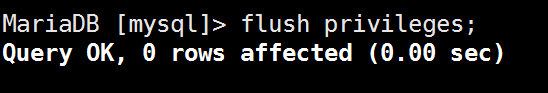 MariaDB [mysql]> flush privileges;
Query OK, 0 rows affected (0.00 sec)